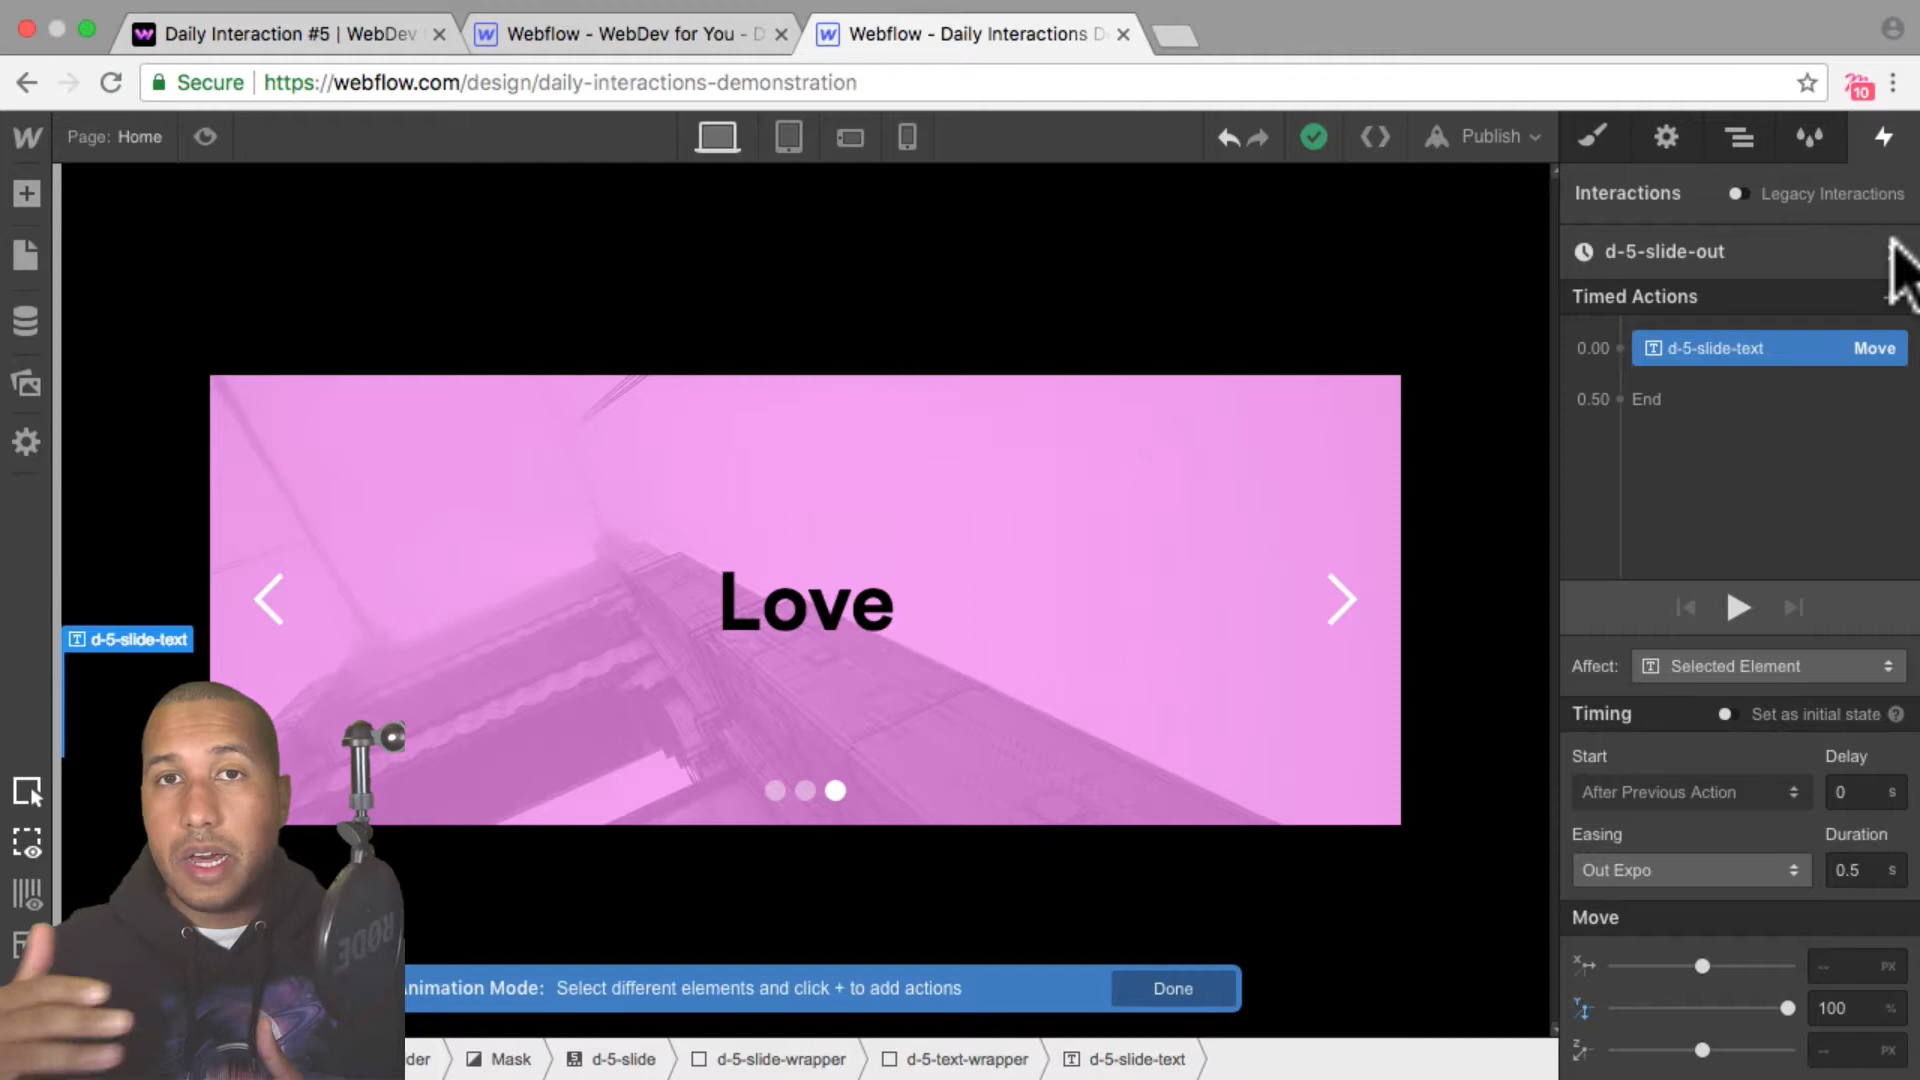 Daily Interaction #5 | WebDev
Webflow - WebDev for You - D
Webflow - Daily Interactions D
Secure
https://webflow.com/design/daily-interactions-demonstration
10
Page: Home
Publish
Interactions
Legacy Interactions
d-5-slide-out
Timed Actions
0.00
d-5-slide-text
Move
0.50
End
Love
d-5-slide-text
Affect:
Selected Element
Timing
Set as initial state
Start
Delay
After Previous Action
0
S
Easing
Duration
Out Expo
0.5
S
Move
X
-- PX
Y
100 %
Z
-- PX
RØDE
nimation Mode: Select different elements and click + to add actions
Done
der
Mask
d-5-slide
d-5-slide-wrapper
d-5-text-wrapper
d-5-slide-text